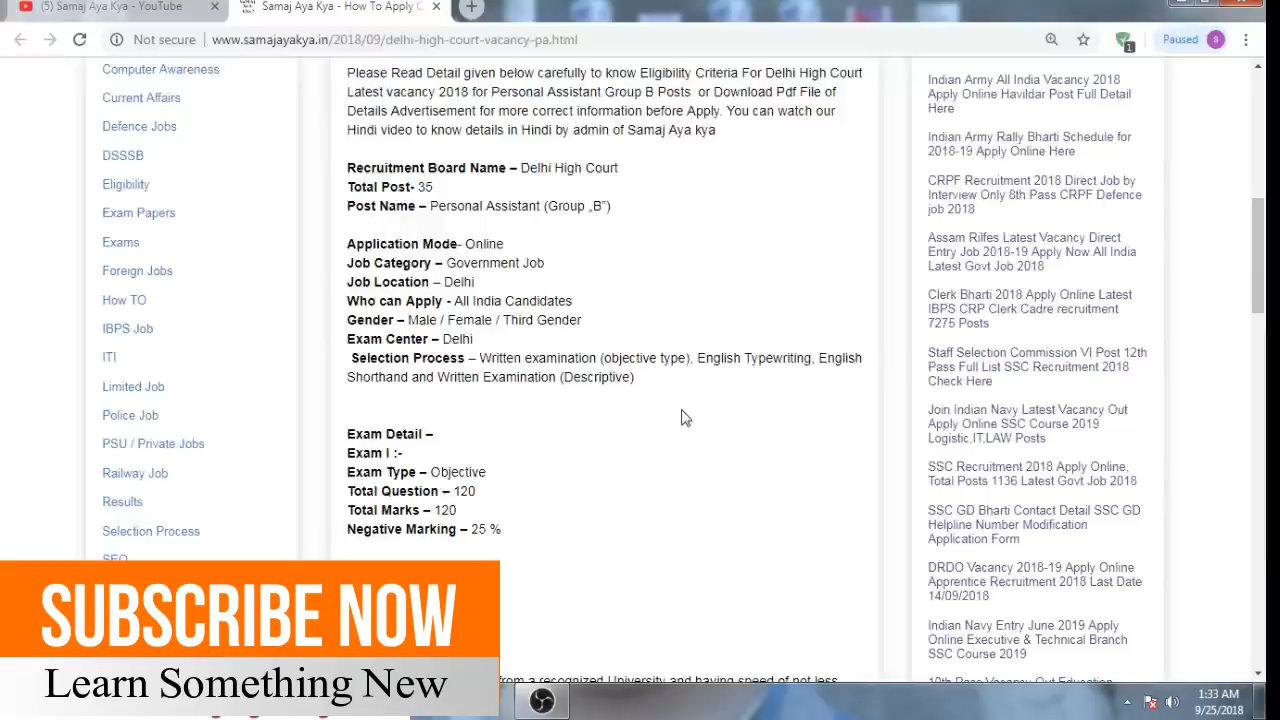 (5) Samaj Aya Kya - YouTube
Samaj Aya Kya - How To Apply C
Not secure
www.samajayakya.in/2018/09/delhi-high-court-vacancy-pa.html
1
Paused
S
Computer Awareness
Current Affairs
Defence Jobs
DSSSB
Eligibility
Exam Papers
Exams
Foreign Jobs
How TO
IBPS Job
ITI
Limited Job
Police Job
PSU / Private Jobs
Railway Job
Results
Selection Process
SEO
Please Read Detail given below carefully to know Eligibility Criteria For Delhi High Court
Latest vacancy 2018 for Personal Assistant Group B Posts or Download Pdf File of
Details Advertisement for more correct information before Apply. You can watch our
Hindi video to know details in Hindi by admin of Samaj Aya kya
Recruitment Board Name – Delhi High Court
Total Post- 35
Post Name – Personal Assistant (Group „B‟)
Application Mode- Online
Job Category – Government Job
Job Location – Delhi
Who can Apply - All India Candidates
Gender – Male / Female / Third Gender
Exam Center – Delhi
Selection Process – Written examination (objective type), English Typewriting, English
Shorthand and Written Examination (Descriptive)
Exam Detail –
Exam I :-
Exam Type – Objective
Total Question – 120
Total Marks – 120
Negative Marking – 25 %
from a recognized University and having speed of not less
Indian Army All India Vacancy 2018
Apply Online Havildar Post Full Detail
Here
Indian Army Rally Bharti Schedule for
2018-19 Apply Online Here
CRPF Recruitment 2018 Direct Job by
Interview Only 8th Pass CRPF Defence
job 2018
Assam Rilfes Latest Vacancy Direct
Entry Job 2018-19 Apply Now All India
Latest Govt Job 2018
Clerk Bharti 2018 Apply Online Latest
IBPS CRP Clerk Cadre recruitment
7275 Posts
Staff Selection Commission VI Post 12th
Pass Full List SSC Recruitment 2018
Check Here
Join Indian Navy Latest Vacancy Out
Apply Online SSC Course 2019
Logistic,IT,LAW Posts
SSC Recruitment 2018 Apply Online,
Total Posts 1136 Latest Govt Job 2018
SSC GD Bharti Contact Detail SSC GD
Helpline Number Modification
Application Form
DRDO Vacancy 2018-19 Apply Online
Apprentice Recruitment 2018 Last Date
14/09/2018
Indian Navy Entry June 2019 Apply
Online Executive & Technical Branch
SSC Course 2019
10th Pass Vacancy Out Education
SUBSCRIBE NOW
Learn Something New
1:33 AM
9/25/2018